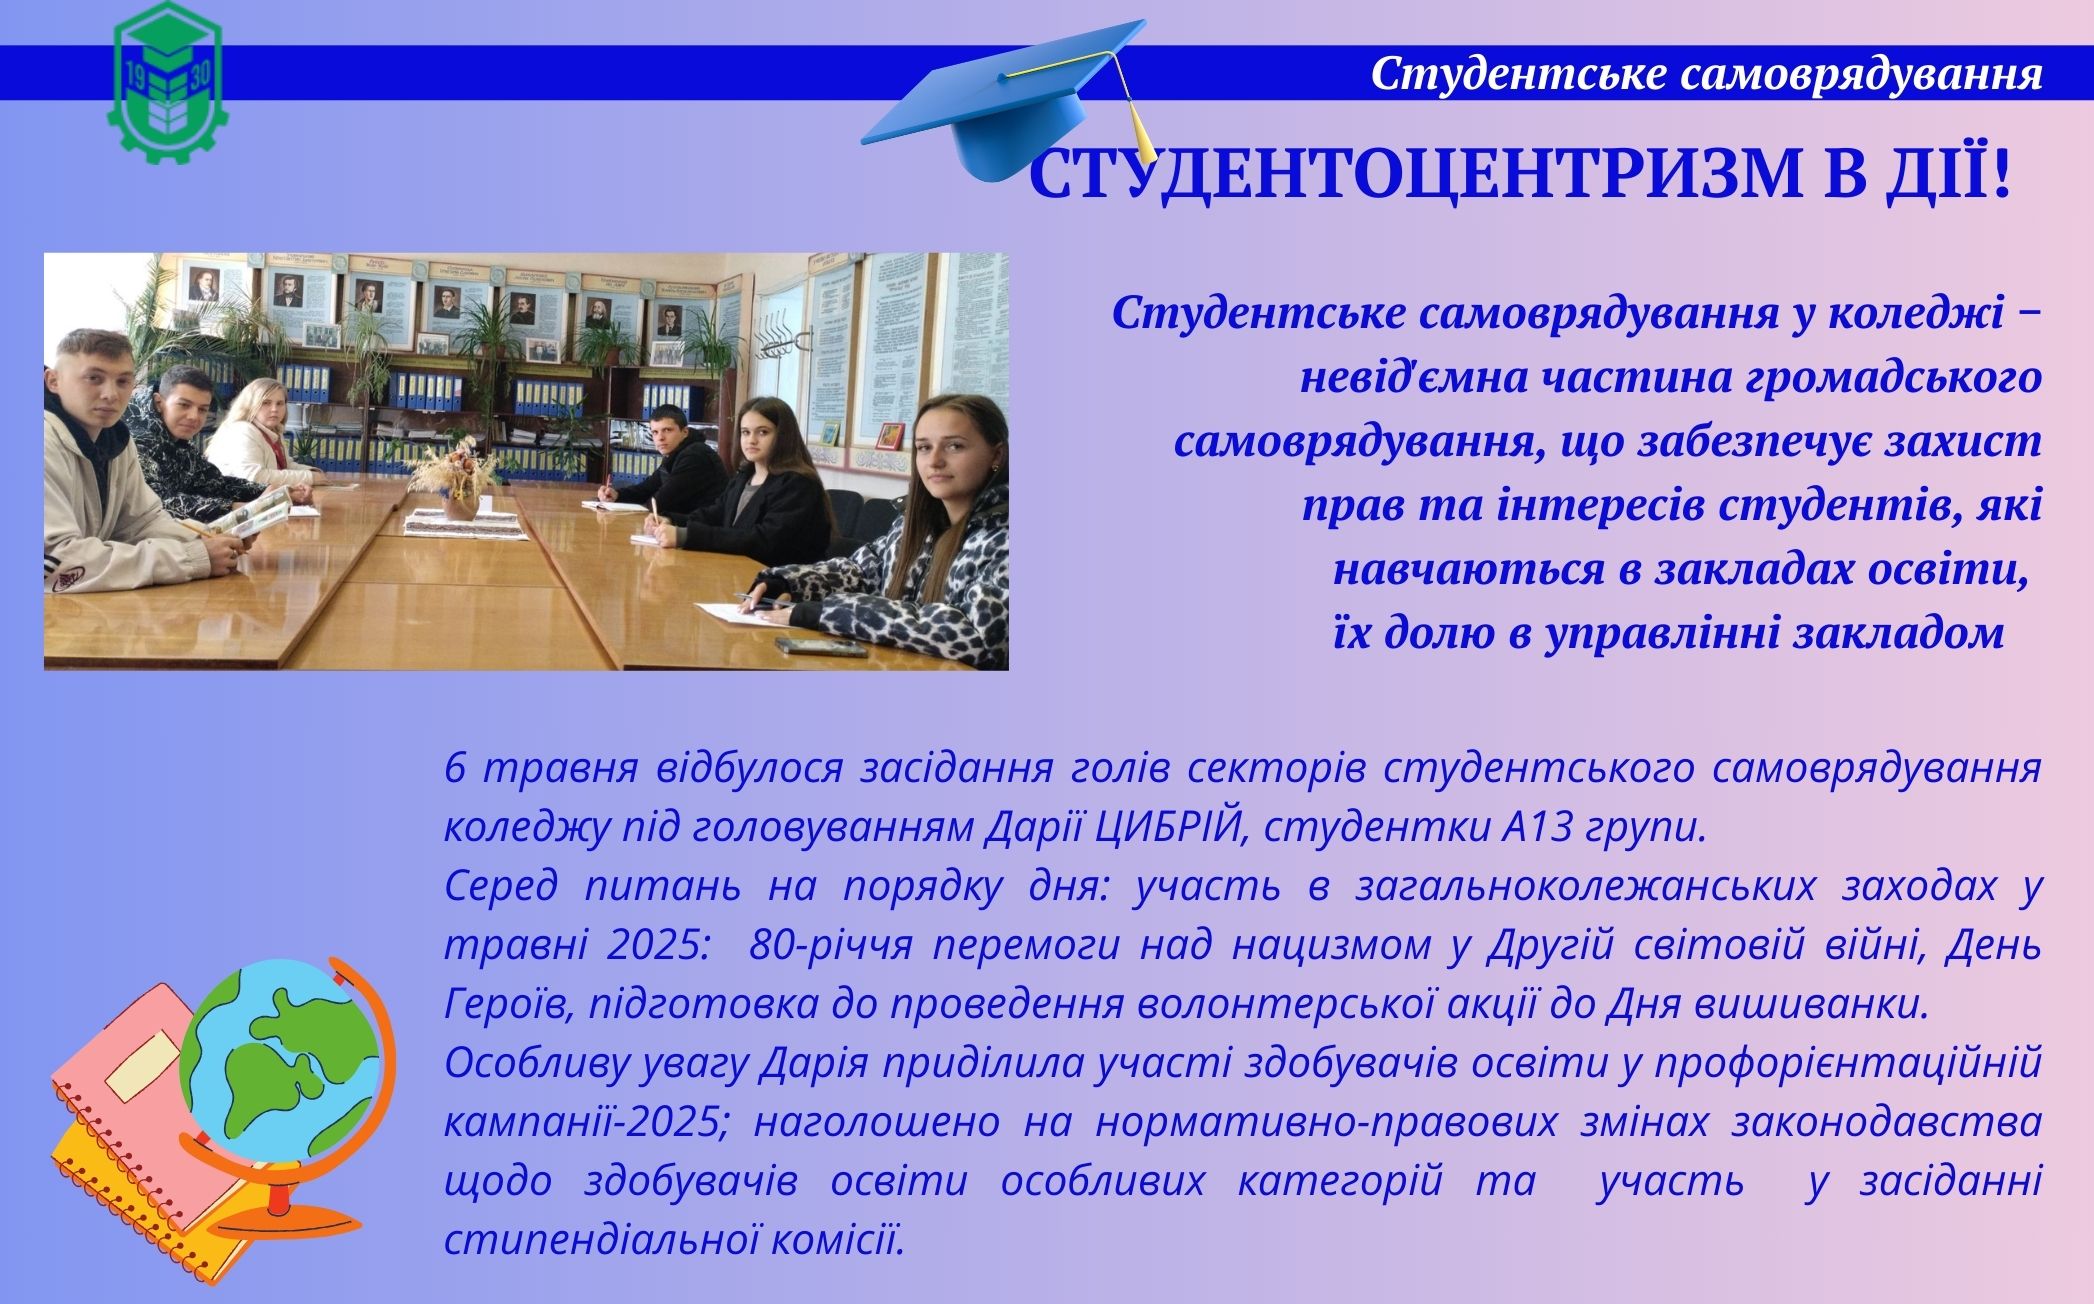 19 30
Студентське самоврядування
СТУДЕНТОЦЕНТРИЗМ В ДІЇ!
Студентське самоврядування у коледжі –
невід'ємна частина громадського
самоврядування, що забезпечує захист
прав та інтересів студентів, які
навчаються в закладах освіти,
їх долю в управлінні закладом
6 травня відбулося засідання голів секторів студентського самоврядування
коледжу під головуванням Дарії ЦИБРІЙ, студентки А13 групи.
Серед питань на порядку дня: участь в загальноколежанських заходах у
травні 2025: 80-річчя перемоги над нацизмом у Другій світовій війні, День
Героїв, підготовка до проведення волонтерської акції до Дня вишиванки.
Особливу увагу Дарія приділила участі здобувачів освіти у профорієнтаційній
кампанії-2025; наголошено на нормативно-правових змінах законодавства
щодо здобувачів освіти особливих категорій та участь у засіданні
стипендіальної комісії.